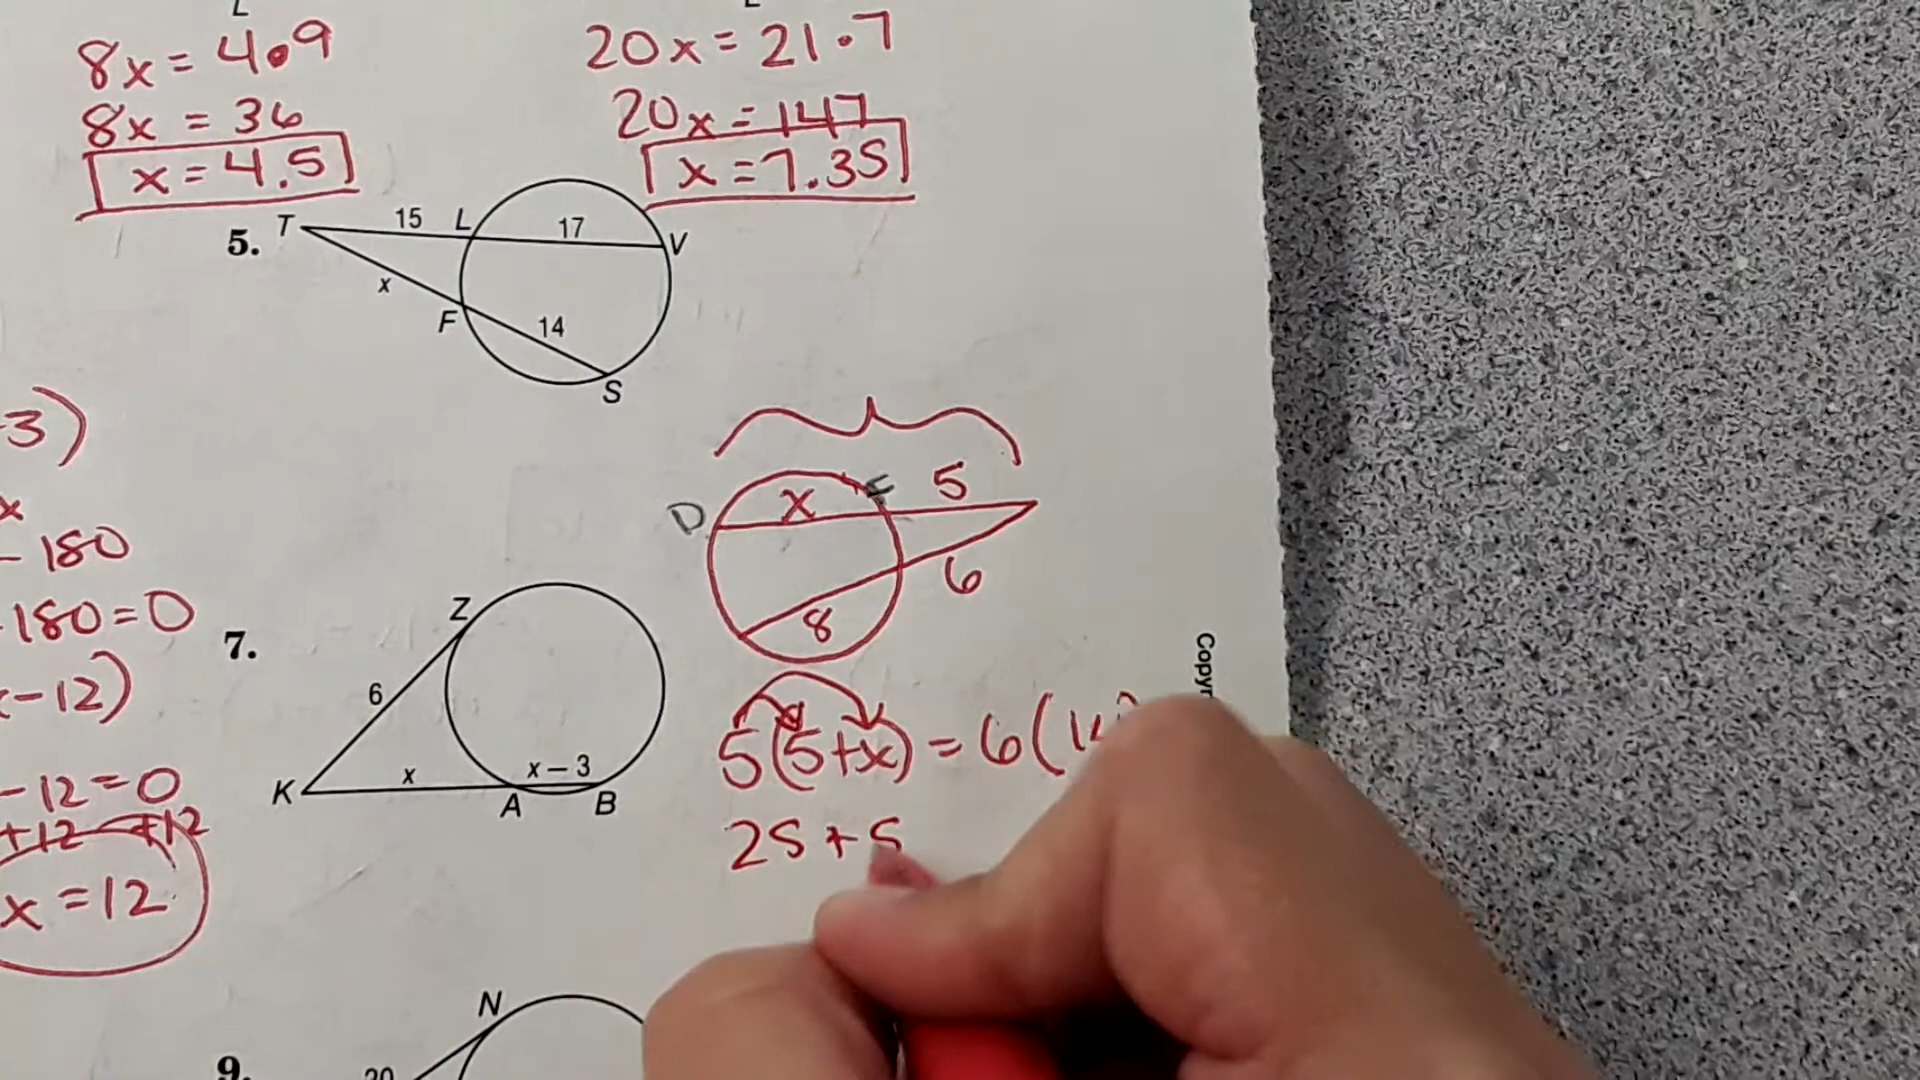 8x = 4•9
20x = 21•7
8x = 36
20x = 147
x = 4.5
x = 7.35
5.
T 15 L 17 V
x
F 14
S
-3)
x
5
D x F
- 180
6
8
-180=0
7.
Z
6
-12)
K x A x – 3 B
5(5+x) = 6(14)
-12=0
+12 +12
25 + 5
x = 12
N
9.
20
Copyr